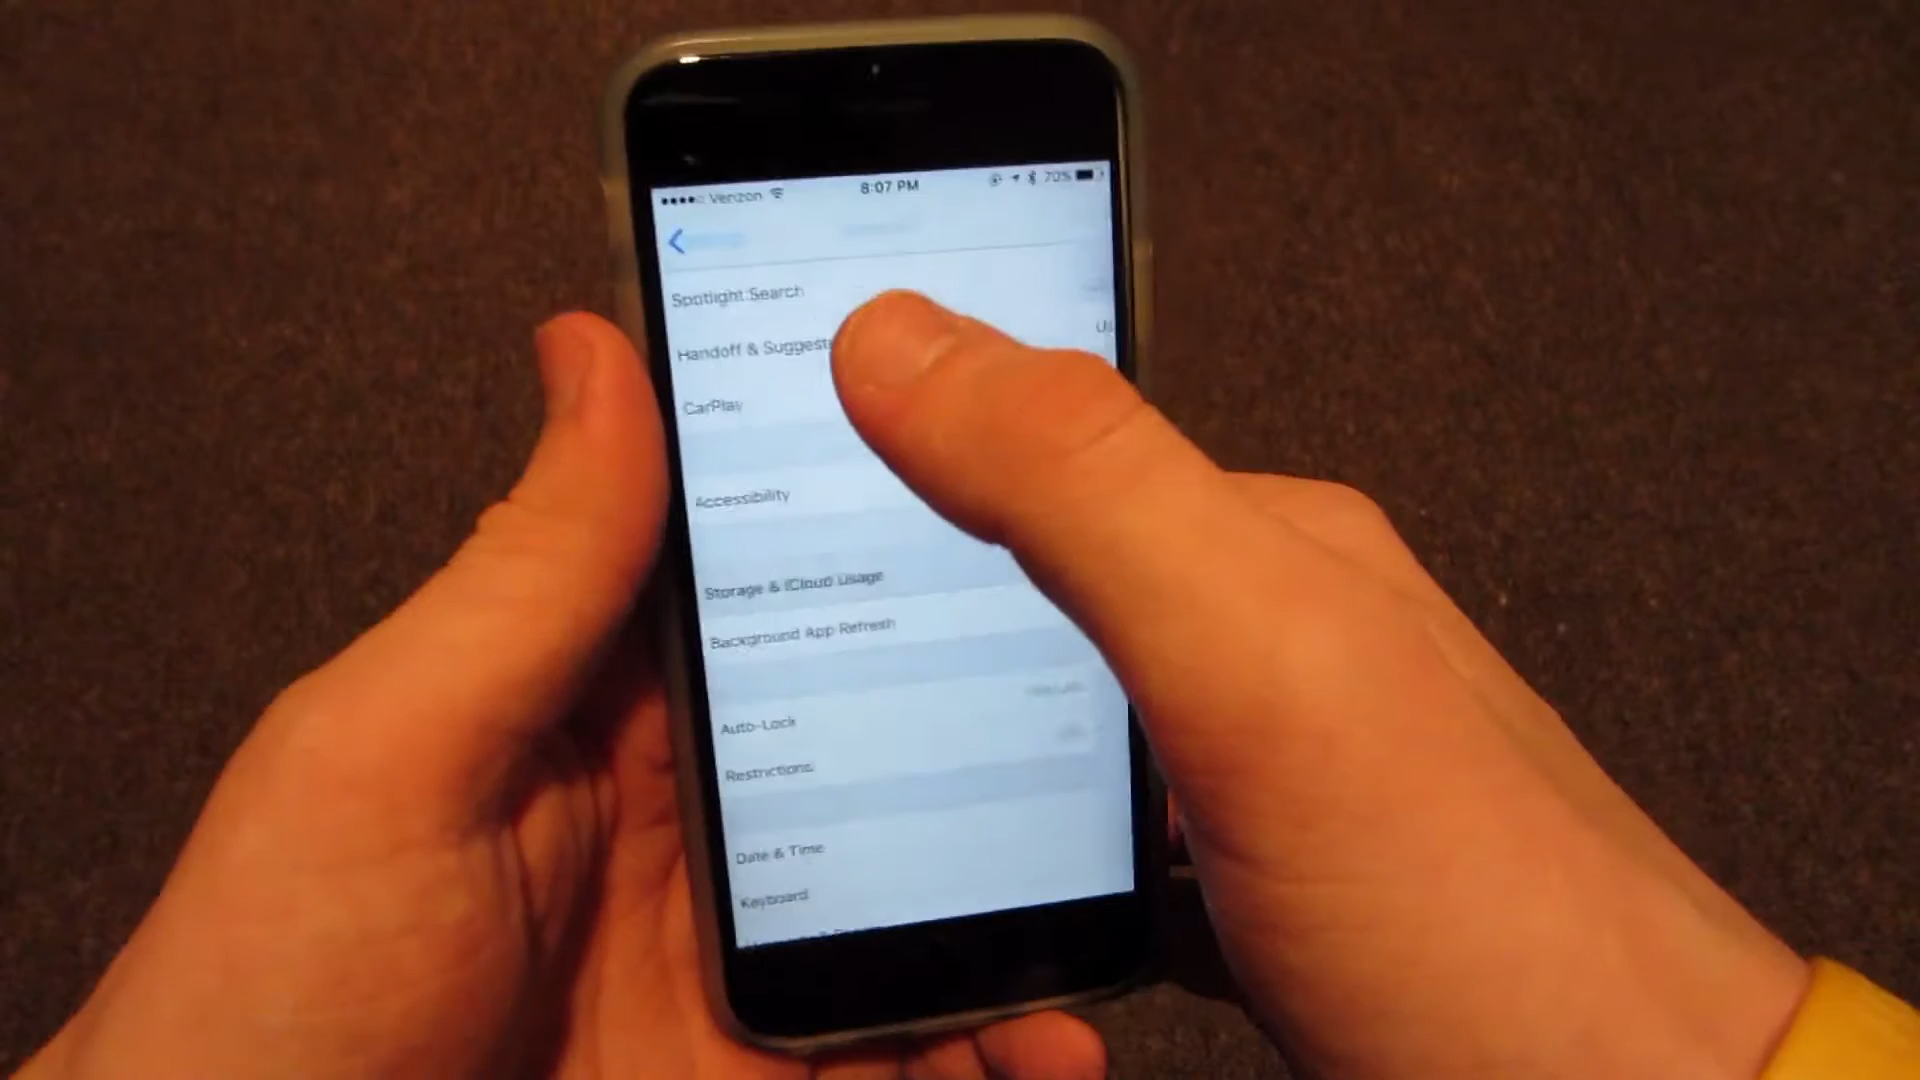 Verizon 8:07 PM 70%
Spotlight Search
Handoff & Suggest
CarPlay
Accessibility
Storage & iCloud Usage
Background App Refresh
Auto-Lock
Restrictions
Date & Time
Keyboard